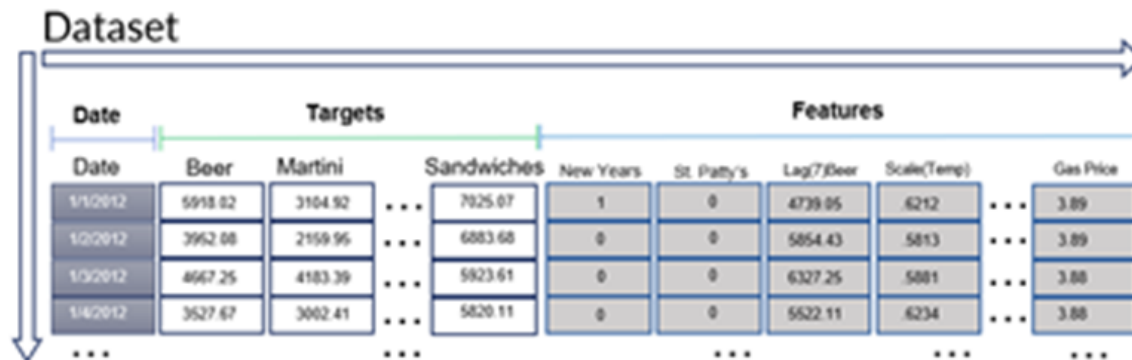 Dataset
Date Targets Features
Date Beer Martini Sandwiches New Years St. Patty's Lag(7)Beer Scale(Temp) Gas Price
1/1/2012 5918.02 3104.92 ... 7025.07 1 0 4739.05 .6212 ... 3.89
1/2/2012 3952.08 2159.95 ... 6883.68 0 0 5854.43 .5813 ... 3.89
1/3/2012 4667.25 4183.39 ... 5923.61 0 0 6327.25 .5881 ... 3.88
1/4/2012 3527.67 3002.41 ... 5820.11 0 0 5522.11 .6234 ... 3.88
... ... ... ... ...